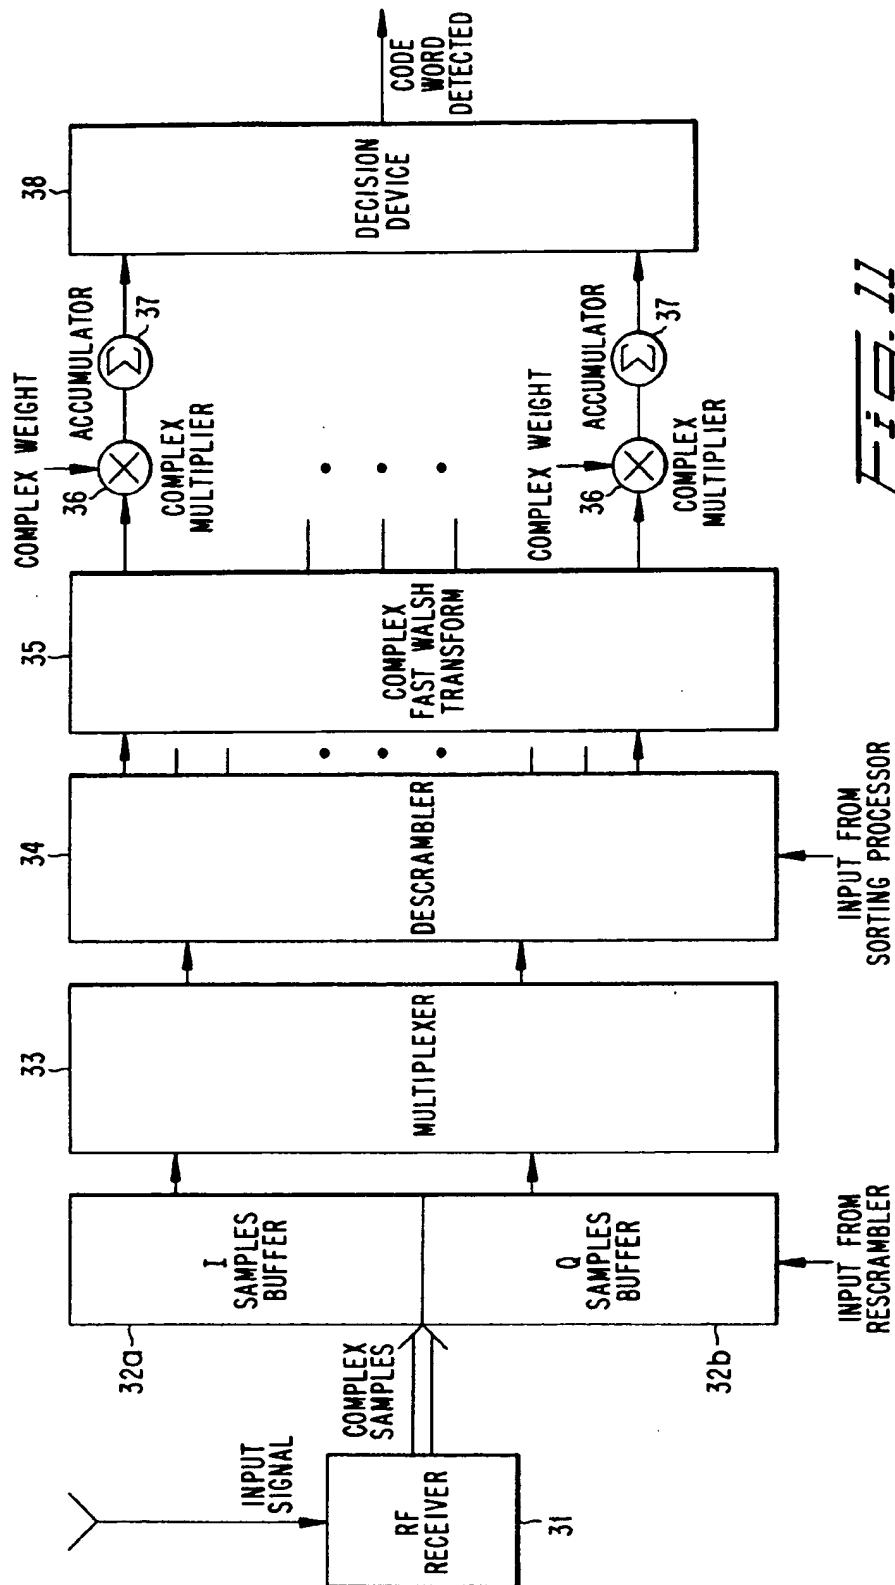 INPUT
SIGNAL
RF
RECEIVER
31
COMPLEX
SAMPLES
32a
I
SAMPLES
BUFFER
Q
SAMPLES
BUFFER
32b
INPUT FROM
RESCRAMBLER
33
MULTIPLEXER
34
DESCRAMBLER
INPUT FROM
SORTING PROCESSOR
35
COMPLEX
FAST WALSH
TRANSFORM
COMPLEX WEIGHT
36
COMPLEX
MULTIPLIER
ACCUMULATOR
Σ
37
COMPLEX WEIGHT
36
COMPLEX
MULTIPLIER
ACCUMULATOR
Σ
37
38
DECISION
DEVICE
CODE
WORD
DETECTED
Fig. 11